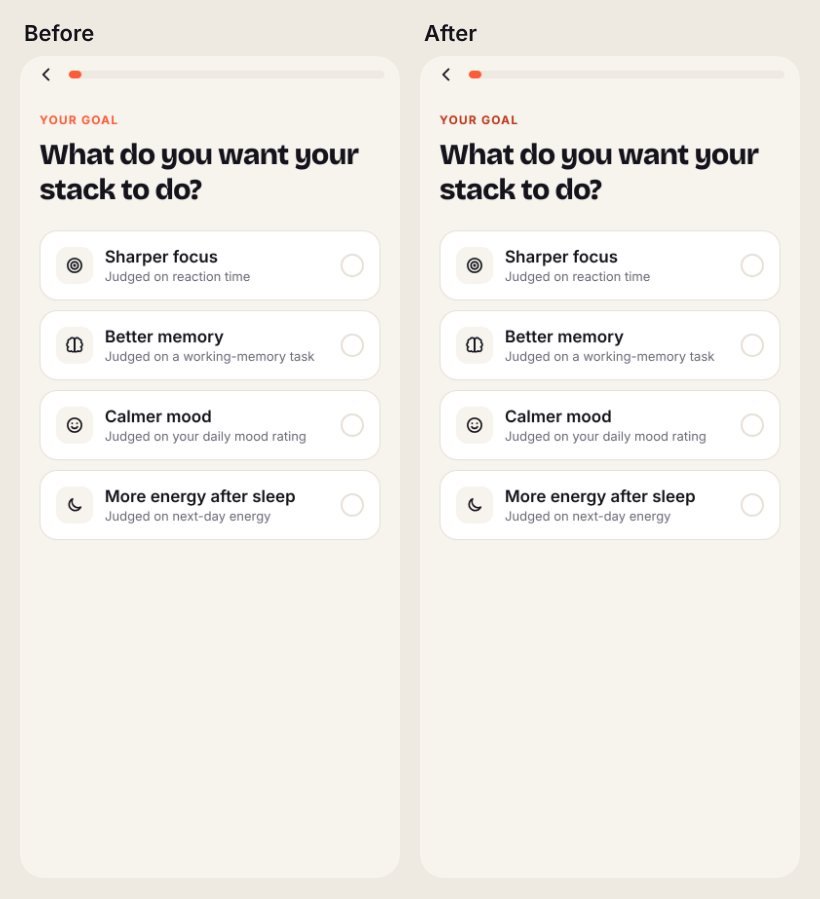 Before
YOUR GOAL
What do you want your
stack to do?
Sharper focus
Judged on reaction time
Better memory
Judged on a working-memory task
Calmer mood
Judged on your daily mood rating
More energy after sleep
Judged on next-day energy
After
YOUR GOAL
What do you want your
stack to do?
Sharper focus
Judged on reaction time
Better memory
Judged on a working-memory task
Calmer mood
Judged on your daily mood rating
More energy after sleep
Judged on next-day energy